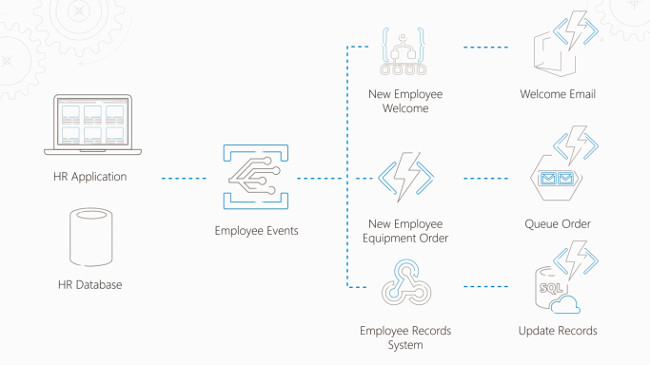 New Employee
Welcome
Welcome Email
HR Application
Employee Events
New Employee
Equipment Order
Queue Order
HR Database
SQL
Employee Records
System
Update Records